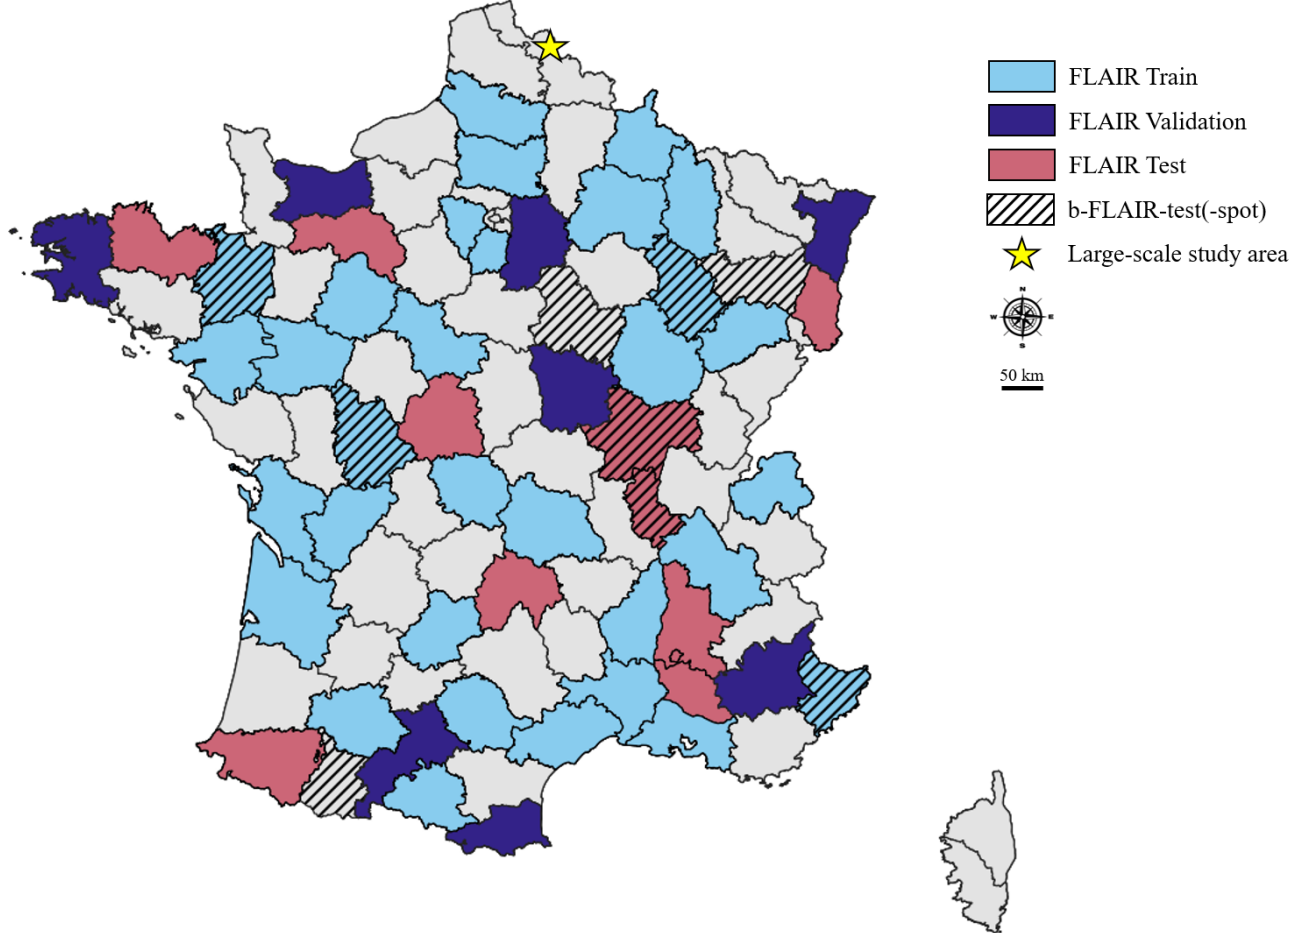 FLAIR Train
FLAIR Validation
FLAIR Test
b-FLAIR-test(-spot)
Large-scale study area
N
W E
S
50 km